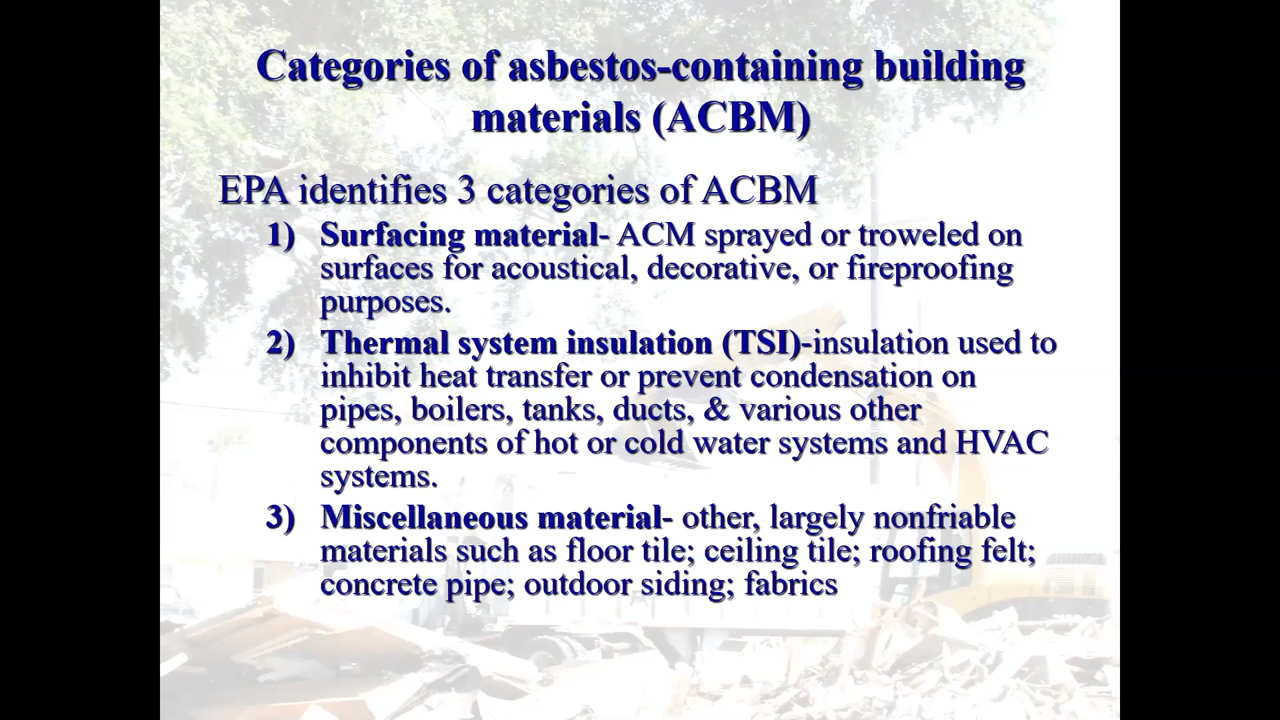 Categories of asbestos-containing building
materials (ACBM)
EPA identifies 3 categories of ACBM
1) Surfacing material- ACM sprayed or troweled on
surfaces for acoustical, decorative, or fireproofing
purposes.
2) Thermal system insulation (TSI)-insulation used to
inhibit heat transfer or prevent condensation on
pipes, boilers, tanks, ducts, & various other
components of hot or cold water systems and HVAC
systems.
3) Miscellaneous material- other, largely nonfriable
materials such as floor tile; ceiling tile; roofing felt;
concrete pipe; outdoor siding; fabrics